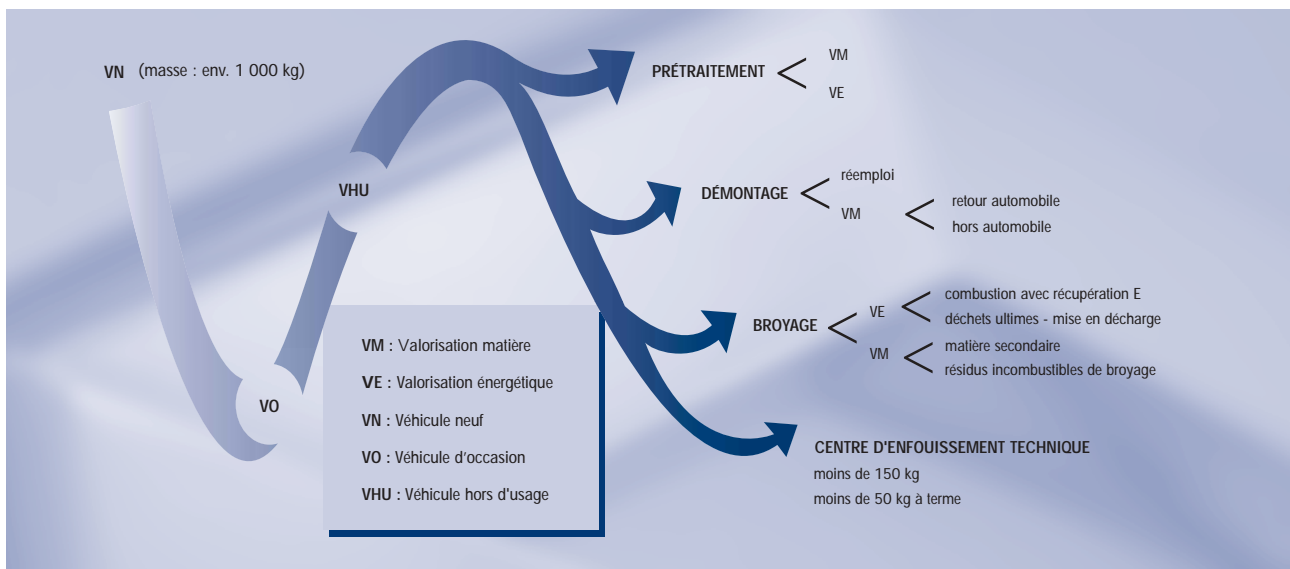 VN (masse : env. 1 000 kg)
PRÉTRAITEMENT
VM
VE
VHU
DÉMONTAGE
réemploi
VM
retour automobile
hors automobile
BROYAGE
VE
combustion avec récupération E
déchets ultimes - mise en décharge
VM
matière secondaire
résidus incombustibles de broyage
VO
VM : Valorisation matière
VE : Valorisation énergétique
VN : Véhicule neuf
VO : Véhicule d'occasion
VHU : Véhicule hors d'usage
CENTRE D'ENFOUISSEMENT TECHNIQUE
moins de 150 kg
moins de 50 kg à terme